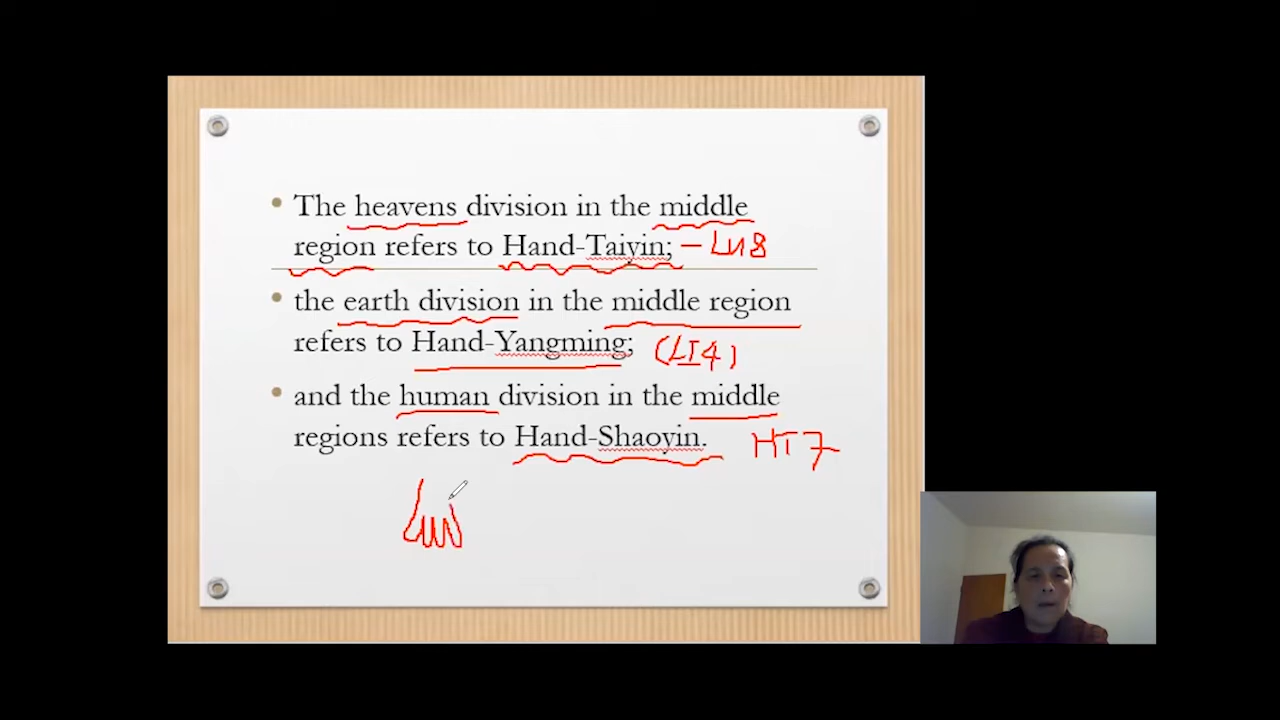 • The heavens division in the middle
region refers to Hand-Taiyin; – LU8
• the earth division in the middle region
refers to Hand-Yangming; (LI4)
• and the human division in the middle
regions refers to Hand-Shaoyin. HT7